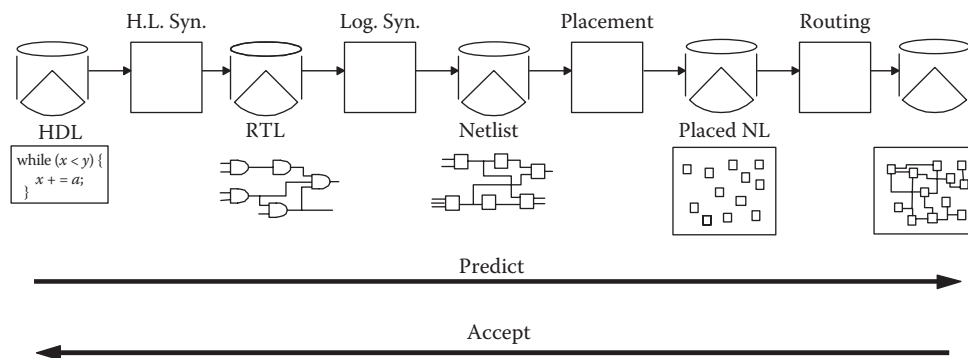 H.L. Syn.
Log. Syn.
Placement
Routing
HDL
RTL
Netlist
Placed NL
while (x < y) {
x + = a;
}
Predict
Accept